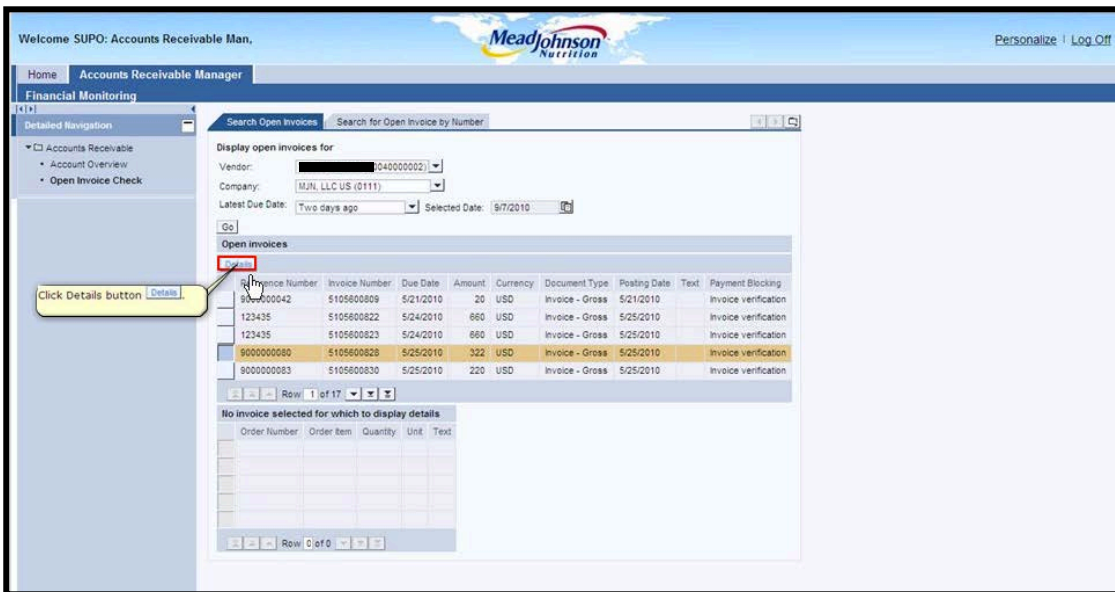 Welcome SUPO: Accounts Receivable Man,
MeadJohnson
Nutrition
Personalize | Log Off
Home Accounts Receivable Manager
Financial Monitoring
Detailed Navigation
Accounts Receivable
• Account Overview
• Open Invoice Check
Search Open Invoices Search for Open Invoice by Number
Display open invoices for
Vendor: 0040000002)
Company: MJN, LLC US (0111)
Latest Due Date: Two days ago Selected Date: 9/7/2010
Go
Open invoices
Details
Click Details button Details .
Reference Number Invoice Number Due Date Amount Currency Document Type Posting Date Text Payment Blocking
9000000042 5105600809 5/21/2010 20 USD Invoice - Gross 5/21/2010 Invoice verification
123435 5105600822 5/24/2010 660 USD Invoice - Gross 5/25/2010 Invoice verification
123435 5105600823 5/24/2010 660 USD Invoice - Gross 5/25/2010 Invoice verification
9000000080 5105600828 5/25/2010 322 USD Invoice - Gross 5/25/2010 Invoice verification
9000000083 5105600830 5/25/2010 220 USD Invoice - Gross 5/25/2010 Invoice verification
Row 1 of 17
No invoice selected for which to display details
Order Number Order Item Quantity Unit Text
Row 0 of 0